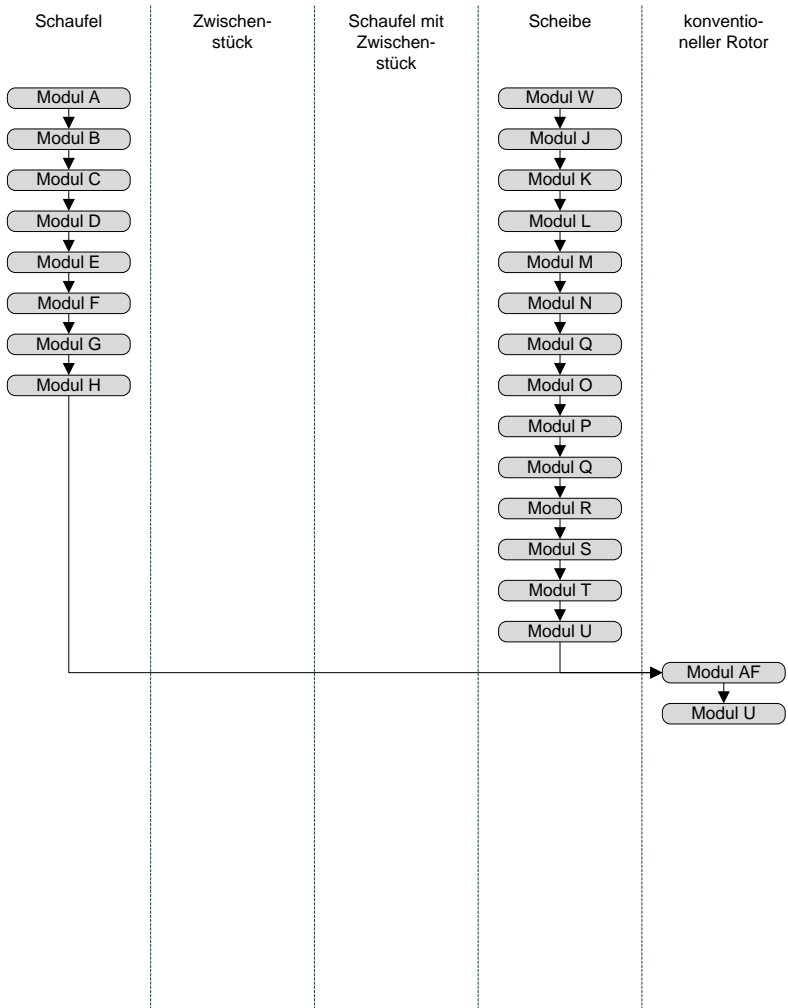 Schaufel
Zwischen-
stück
Schaufel mit
Zwischen-
stück
Scheibe
konventio-
neller Rotor
Modul A
Modul B
Modul C
Modul D
Modul E
Modul F
Modul G
Modul H
Modul W
Modul J
Modul K
Modul L
Modul M
Modul N
Modul Q
Modul O
Modul P
Modul Q
Modul R
Modul S
Modul T
Modul U
Modul AF
Modul U